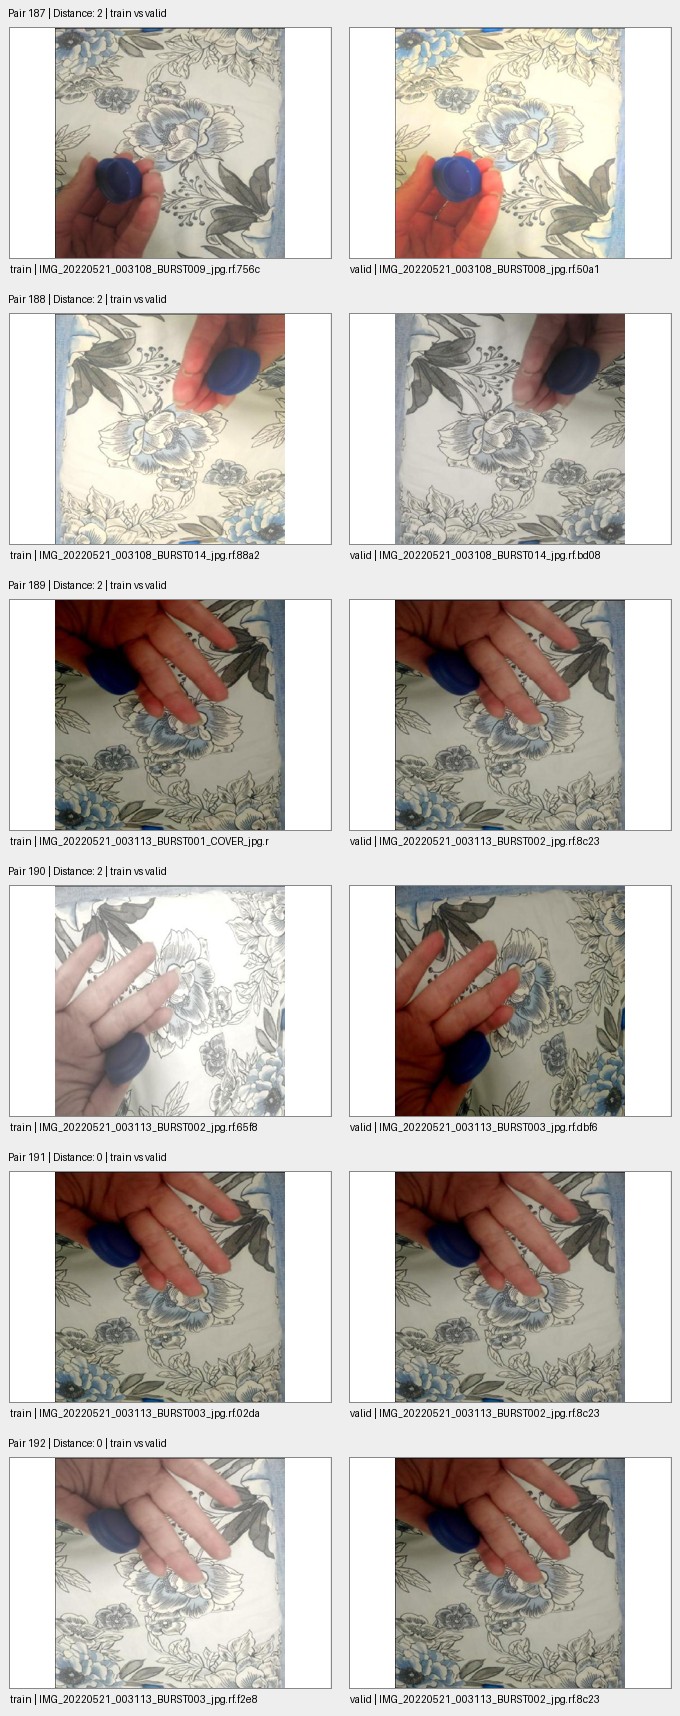 Pair 187 | Distance: 2 | train vs valid
train | IMG_20220521_003108_BURST009_jpg.rf.756c
valid | IMG_20220521_003108_BURST008_jpg.rf.50a1
Pair 188 | Distance: 2 | train vs valid
train | IMG_20220521_003108_BURST014_jpg.rf.88a2
valid | IMG_20220521_003108_BURST014_jpg.rf.bd08
Pair 189 | Distance: 2 | train vs valid
train | IMG_20220521_003113_BURST001_COVER_jpg.r
valid | IMG_20220521_003113_BURST002_jpg.rf.8c23
Pair 190 | Distance: 2 | train vs valid
train | IMG_20220521_003113_BURST002_jpg.rf.65f8
valid | IMG_20220521_003113_BURST003_jpg.rf.dbf6
Pair 191 | Distance: 0 | train vs valid
train | IMG_20220521_003113_BURST003_jpg.rf.02da
valid | IMG_20220521_003113_BURST002_jpg.rf.8c23
Pair 192 | Distance: 0 | train vs valid
train | IMG_20220521_003113_BURST003_jpg.rf.f2e8
valid | IMG_20220521_003113_BURST002_jpg.rf.8c23